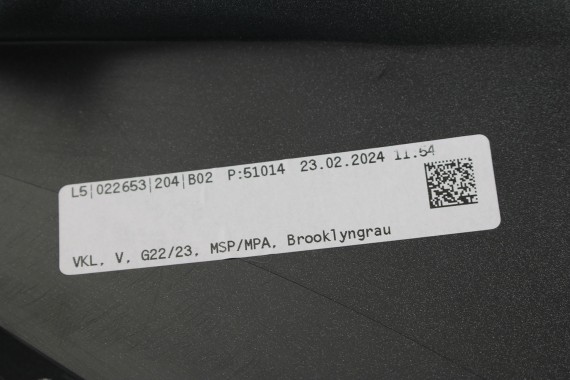 L5|022653|204|B02 P:51014 23.02.2024 11.54
VKL. V. G22/23. MSP/MPA. Brooklyngrau